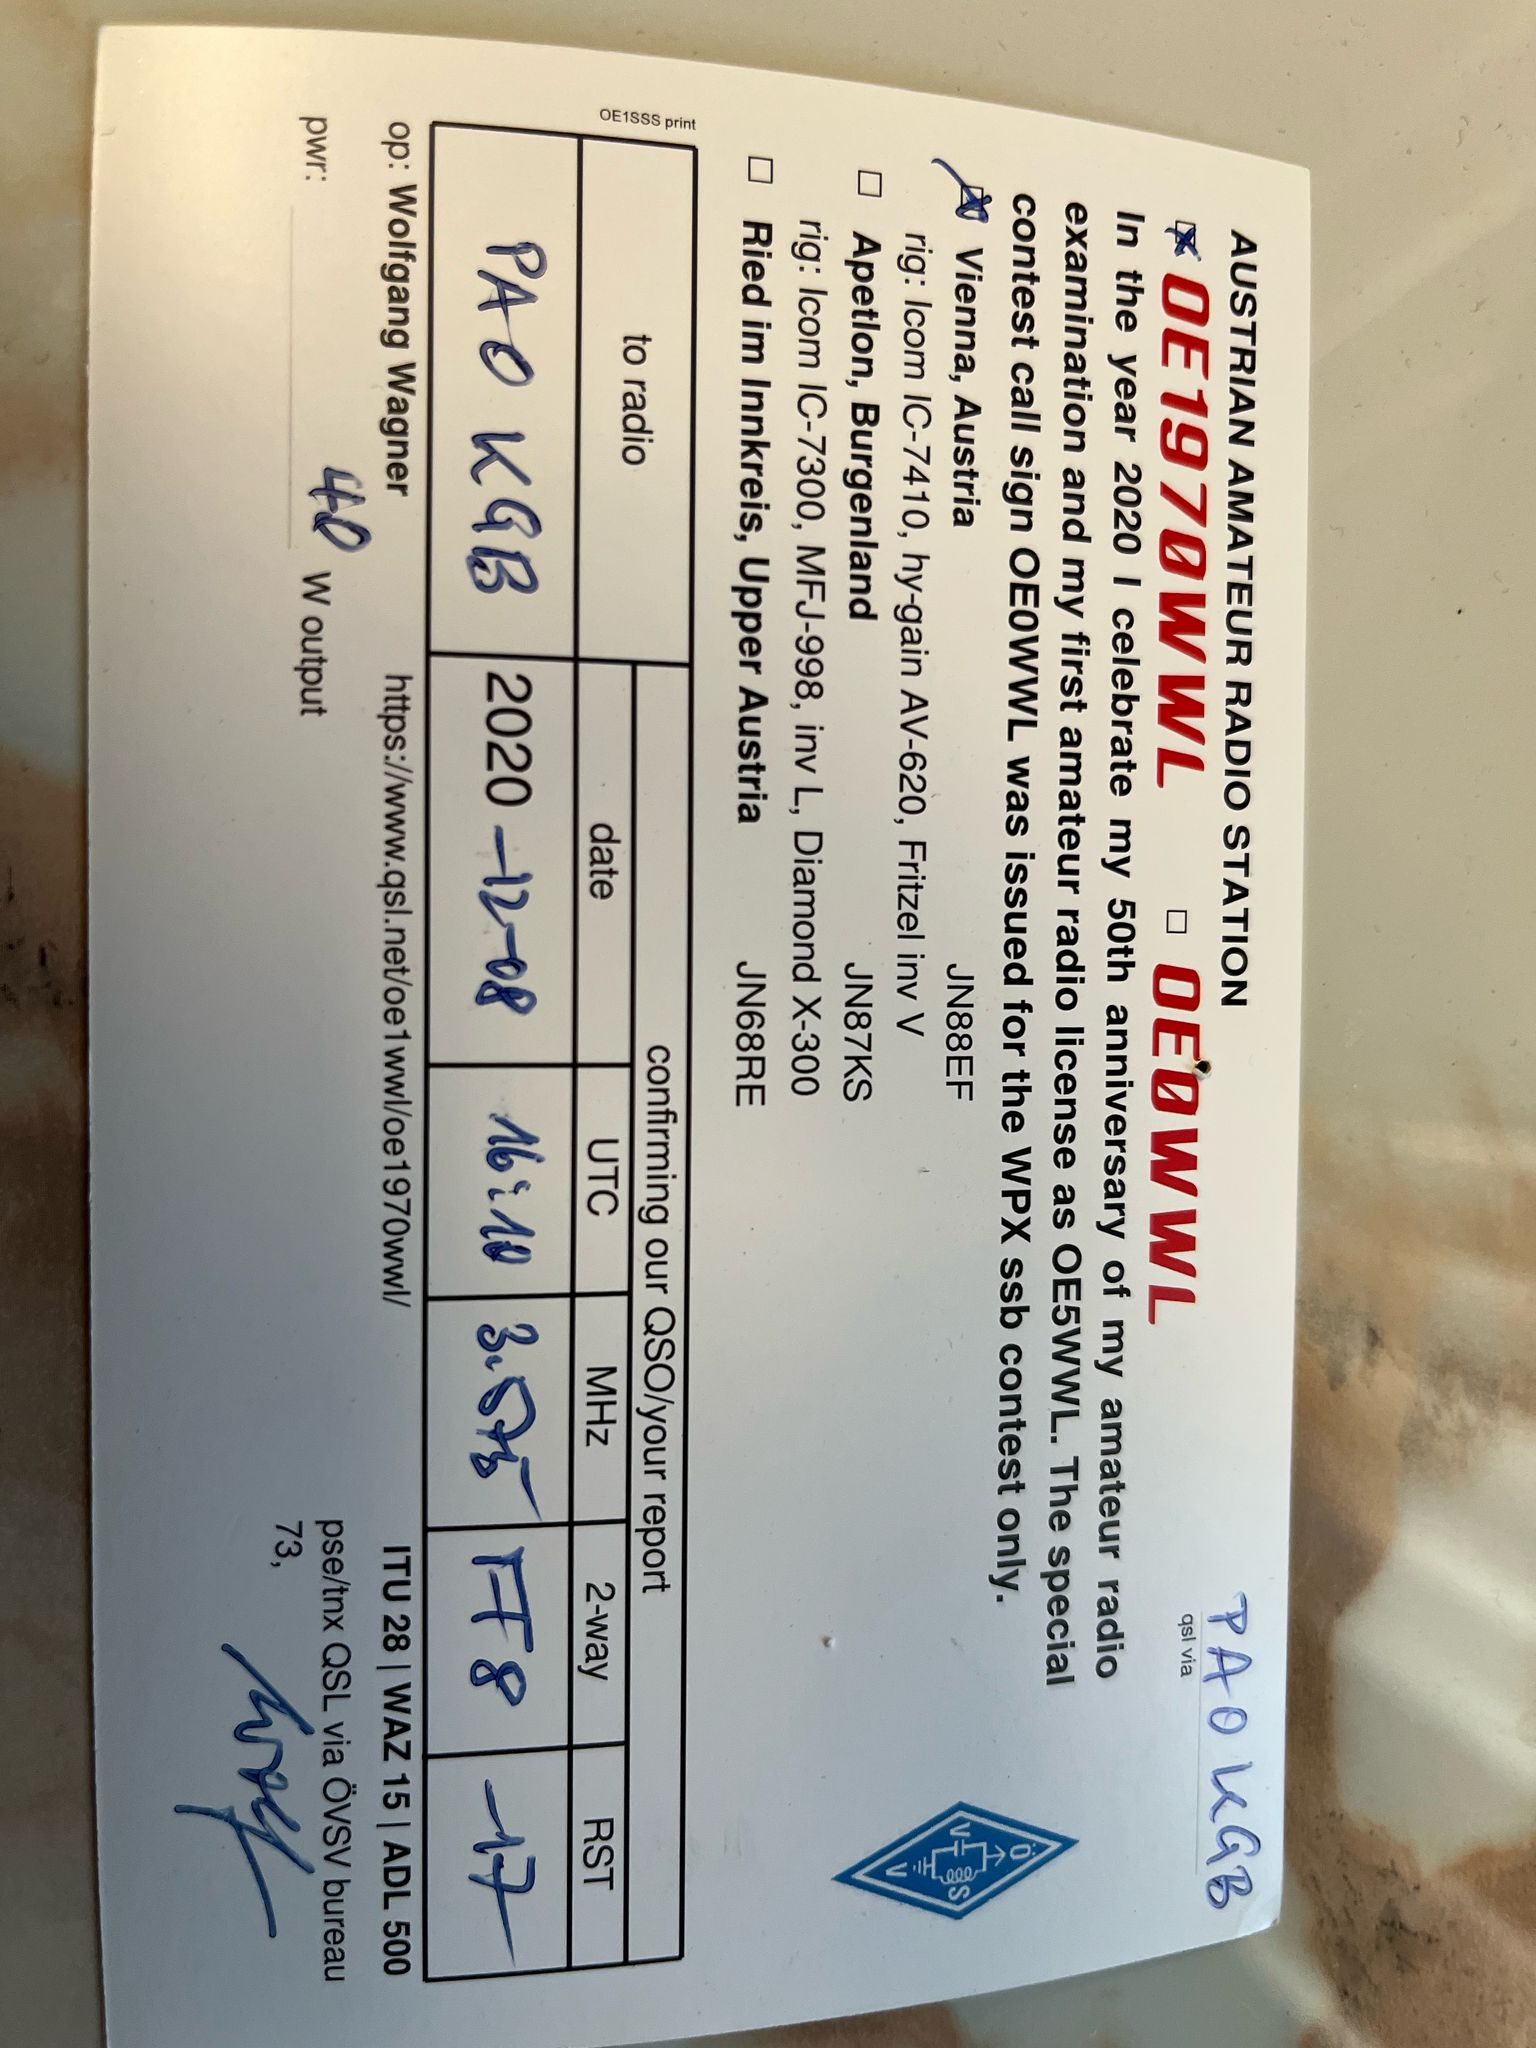 AUSTRIAN AMATEUR RADIO STATION
PA0KGB
☒ OE1970WWL ☐ OE0WWL
qsl via
In the year 2020 I celebrate my 50th anniversary of my amateur radio
examination and my first amateur radio license as OE5WWL. The special
contest call sign OE0WWL was issued for the WPX ssb contest only.
☒ Vienna, Austria JN88EF
rig: Icom IC-7410, hy-gain AV-620, Fritzel inv V
☐ Apetlon, Burgenland JN87KS
rig: Icom IC-7300, MFJ-998, inv L, Diamond X-300
☐ Ried im Innkreis, Upper Austria JN68RE
ÖVSV
OE1SSS print
to radio
confirming our QSO/your report
date UTC MHz 2-way RST
PA0KGB 2020-12-08 16:10 3.575 FT8 -17
op: Wolfgang Wagner https://www.qsl.net/oe1wwl/oe1970wwl/ ITU 28 | WAZ 15 | ADL 500
pwr: 40 W output
pse/tnx QSL via ÖVSV bureau
73,